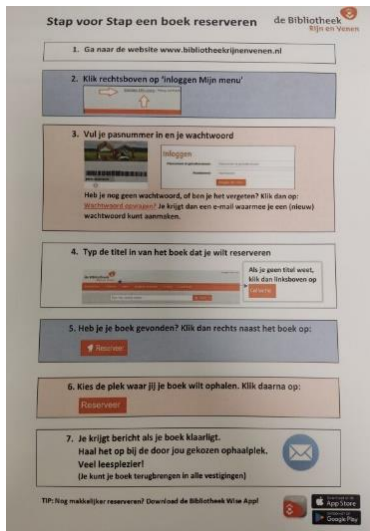 Stap voor Stap een boek reserveren
de Bibliotheek
Rijn en Venen
1. Ga naar de website www.bibliotheekrijnenvenen.nl
2. Klik rechtsboven op 'inloggen Mijn menu'
3. Vul je pasnummer in en je wachtwoord
Inloggen
Heb je nog geen wachtwoord, of ben je het vergeten? Klik dan op:
Wachtwoord opvragen? Je krijgt dan een e-mail waarmee je een (nieuw)
wachtwoord kunt aanmaken.
4. Typ de titel in van het boek dat je wilt reserveren
de Bibliotheek
Als je geen titel weet,
klik dan linksboven op
5. Heb je je boek gevonden? Klik dan rechts naast het boek op:
Reserveer
6. Kies de plek waar jij je boek wilt ophalen. Klik daarna op:
Reserveer
7. Je krijgt bericht als je boek klaarligt.
Haal het op bij de door jou gekozen ophaalplek.
Veel leesplezier!
(Je kunt je boek terugbrengen in alle vestigingen)
TIP: Nog makkelijker reserveren? Download de Bibliotheek Wise App!
App Store
Google Play